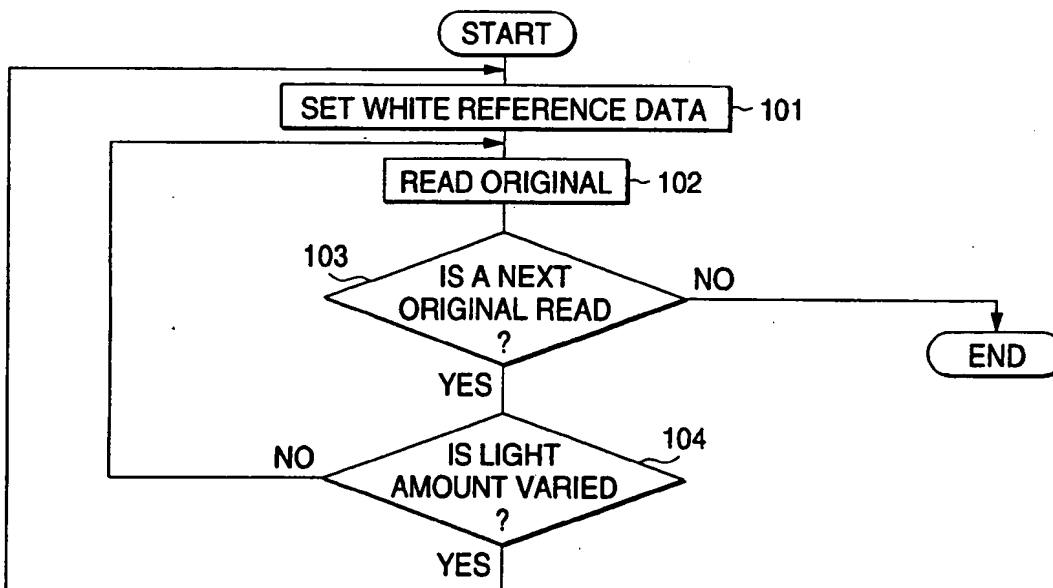 START
SET WHITE REFERENCE DATA
101
READ ORIGINAL
102
103
IS A NEXT
ORIGINAL READ
?
NO
END
YES
104
IS LIGHT
AMOUNT VARIED
?
NO
YES